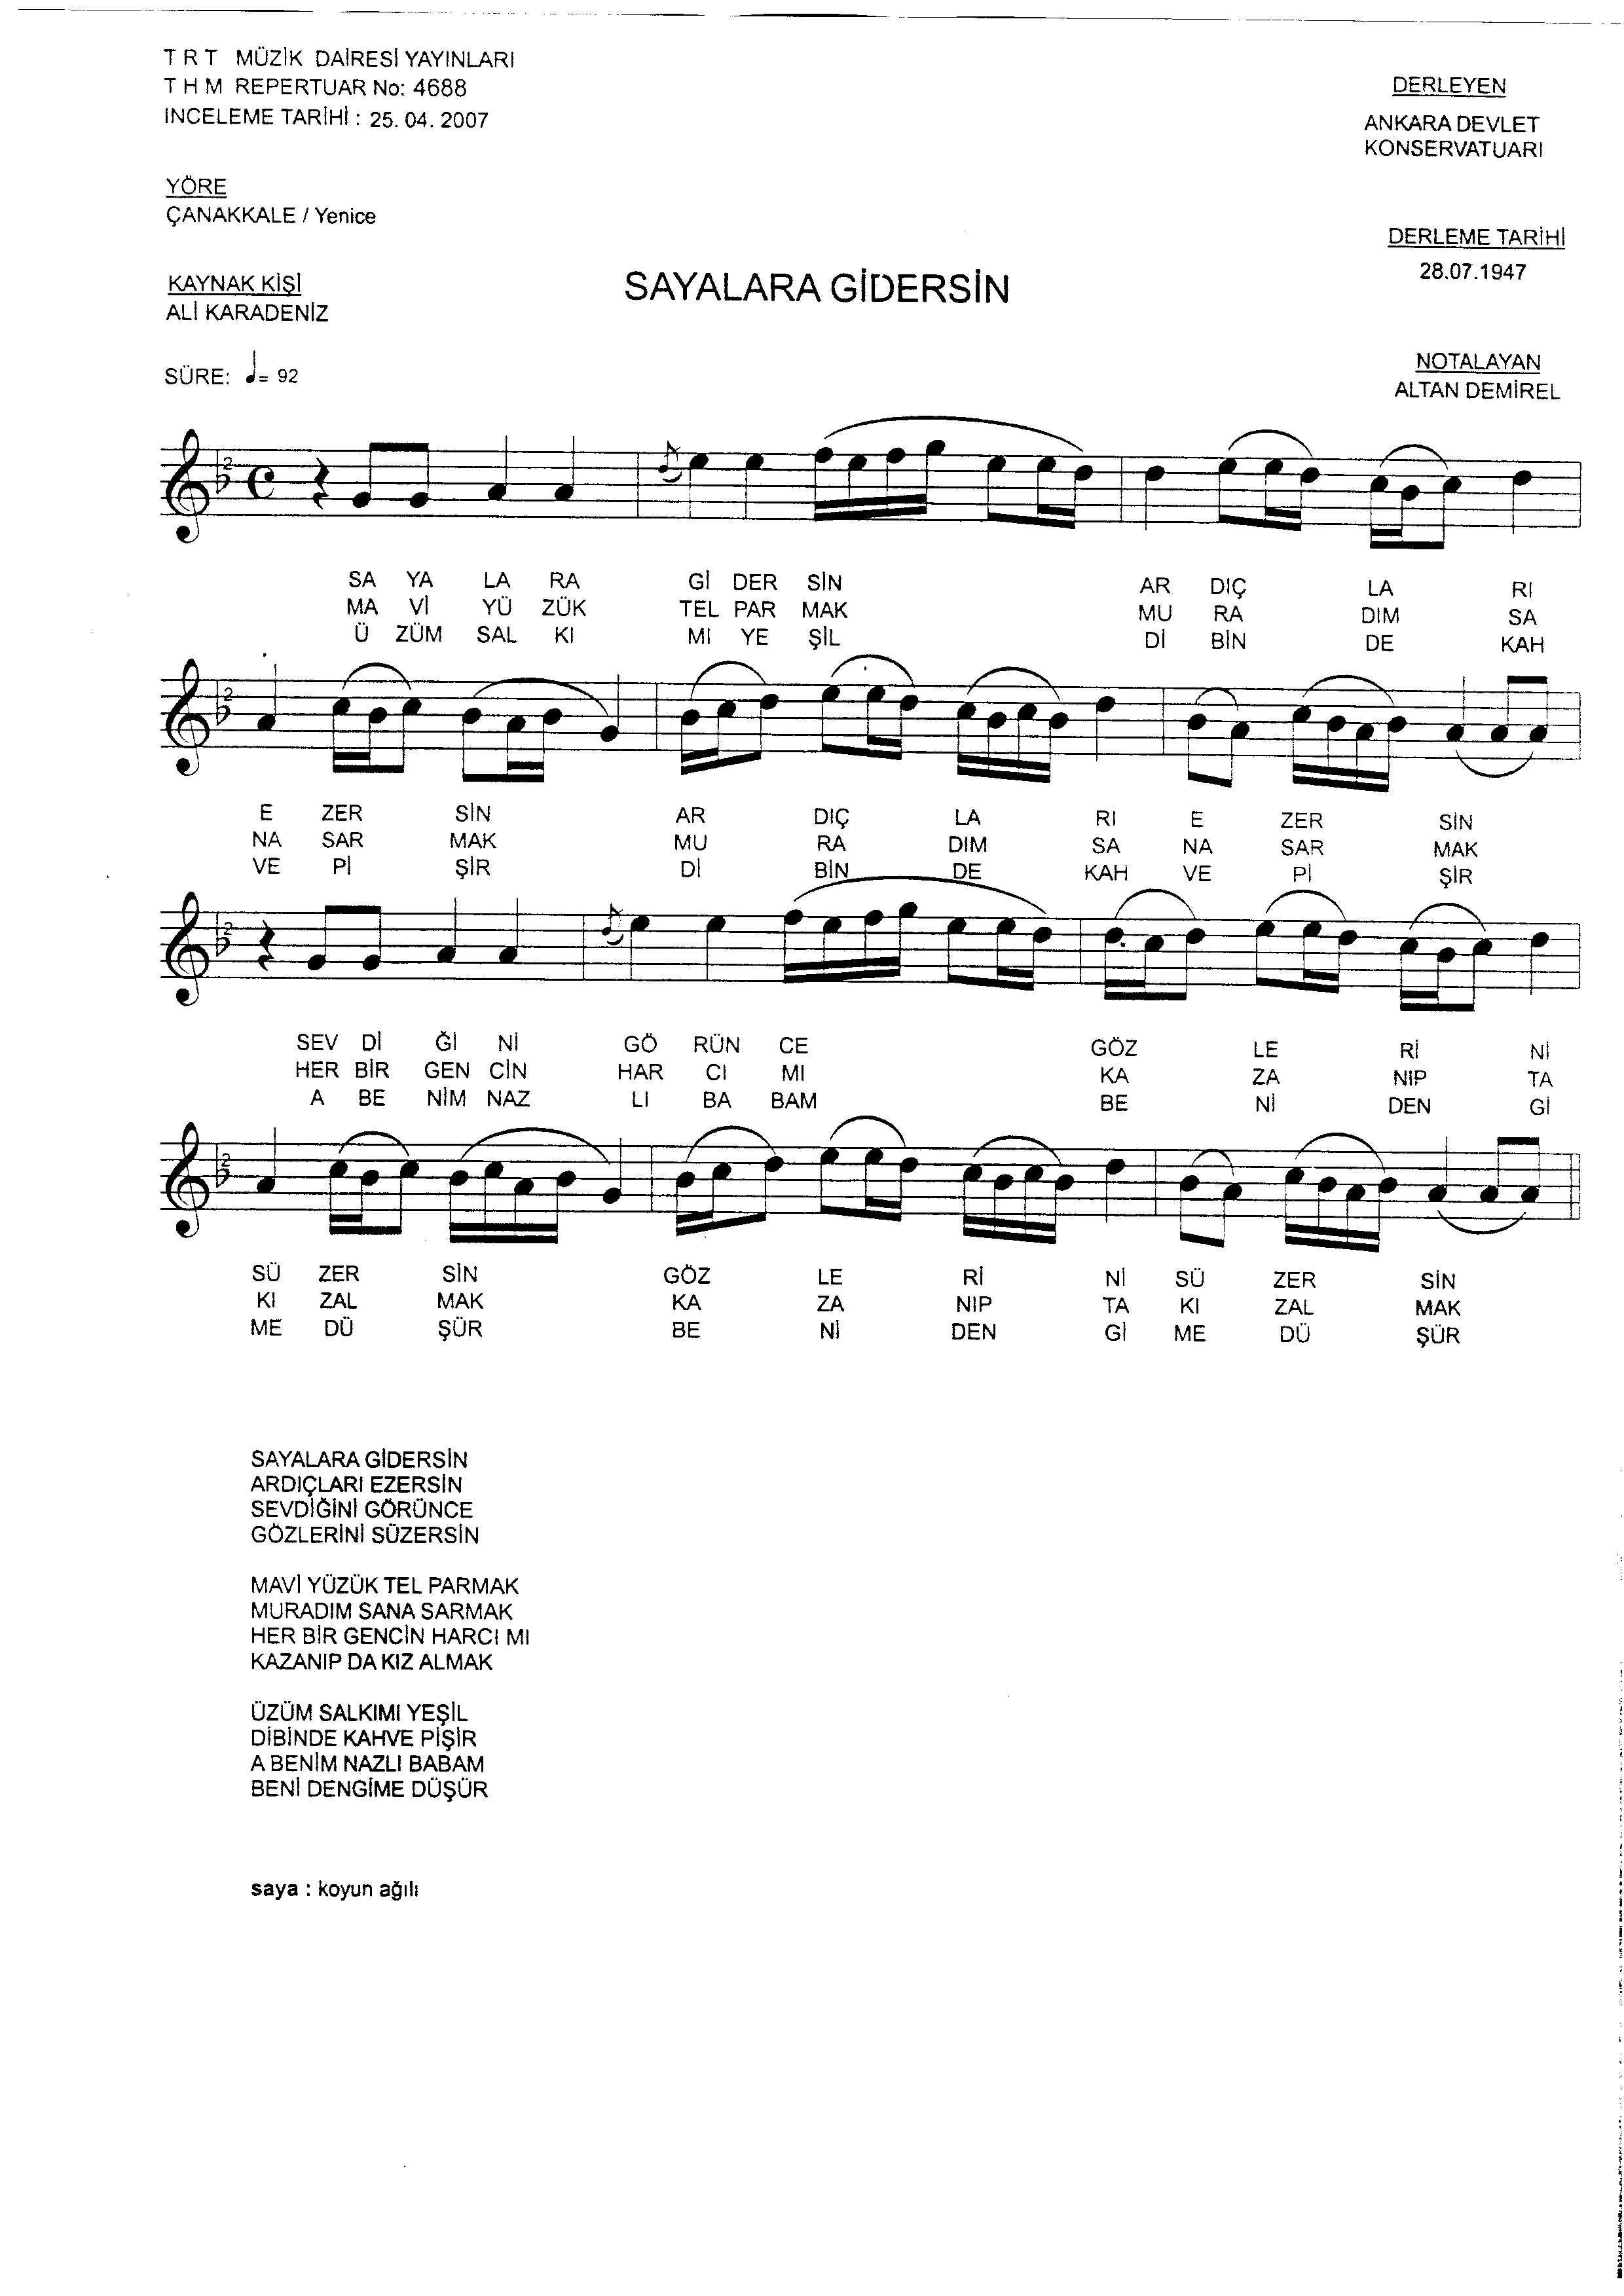 T R T MÜZİK DAİRESİ YAYINLARI
T H M REPERTUAR No: 4688
INCELEME TARİHİ : 25. 04. 2007
DERLEYEN
ANKARA DEVLET
KONSERVATUARI
YÖRE
ÇANAKKALE / Yenice
DERLEME TARİHİ
28.07.1947
KAYNAK KİŞİ
ALİ KARADENİZ
SAYALARA GİDERSİN
SÜRE: ♩= 92
NOTALAYAN
ALTAN DEMİREL
2
SA YA LA RA Gİ DER SİN AR DIÇ LA RI
MA Vİ YÜ ZÜK TEL PAR MAK MU RA DIM SA
Ü ZÜM SAL KI MI YE ŞİL Dİ BİN DE KAH
2
E ZER SİN AR DIÇ LA RI E ZER SİN
NA SAR MAK MU RA DIM SA NA SAR MAK
VE Pİ ŞİR Dİ BİN DE KAH VE Pİ ŞİR
2
SEV Dİ Ğİ Nİ GÖ RÜN CE GÖZ LE Rİ Nİ
HER BİR GEN CİN HAR CI MI KA ZA NIP TA
A BE NİM NAZ LI BA BAM BE Nİ DEN Gİ
2
SÜ ZER SİN GÖZ LE Rİ Nİ SÜ ZER SİN
KI ZAL MAK KA ZA NIP TA KI ZAL MAK
ME DÜ ŞÜR BE Nİ DEN Gİ ME DÜ ŞÜR
SAYALARA GİDERSİN
ARDIÇLARI EZERSİN
SEVDİĞİNİ GÖRÜNCE
GÖZLERİNİ SÜZERSİN
MAVİ YÜZÜK TEL PARMAK
MURADIM SANA SARMAK
HER BİR GENCİN HARCI MI
KAZANIP DA KIZ ALMAK
ÜZÜM SALKIMI YEŞİL
DİBİNDE KAHVE PİŞİR
A BENİM NAZLI BABAM
BENİ DENGİME DÜŞÜR
saya : koyun ağılı